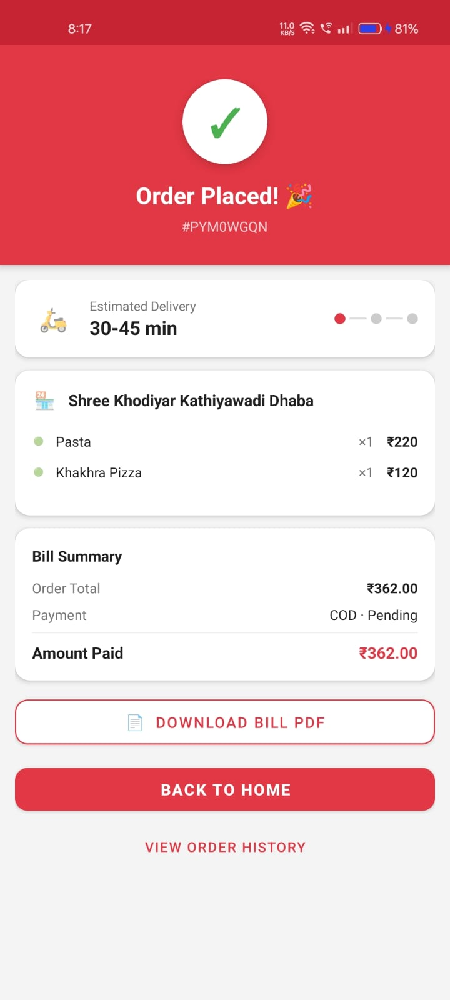 8:17 11.0 KB/S 81%
✓
Order Placed! 🎉
#PYM0WGQN
Estimated Delivery
30-45 min
24 Shree Khodiyar Kathiyawadi Dhaba
Pasta ×1 ₹220
Khakhra Pizza ×1 ₹120
Bill Summary
Order Total ₹362.00
Payment COD · Pending
Amount Paid ₹362.00
DOWNLOAD BILL PDF
BACK TO HOME
VIEW ORDER HISTORY